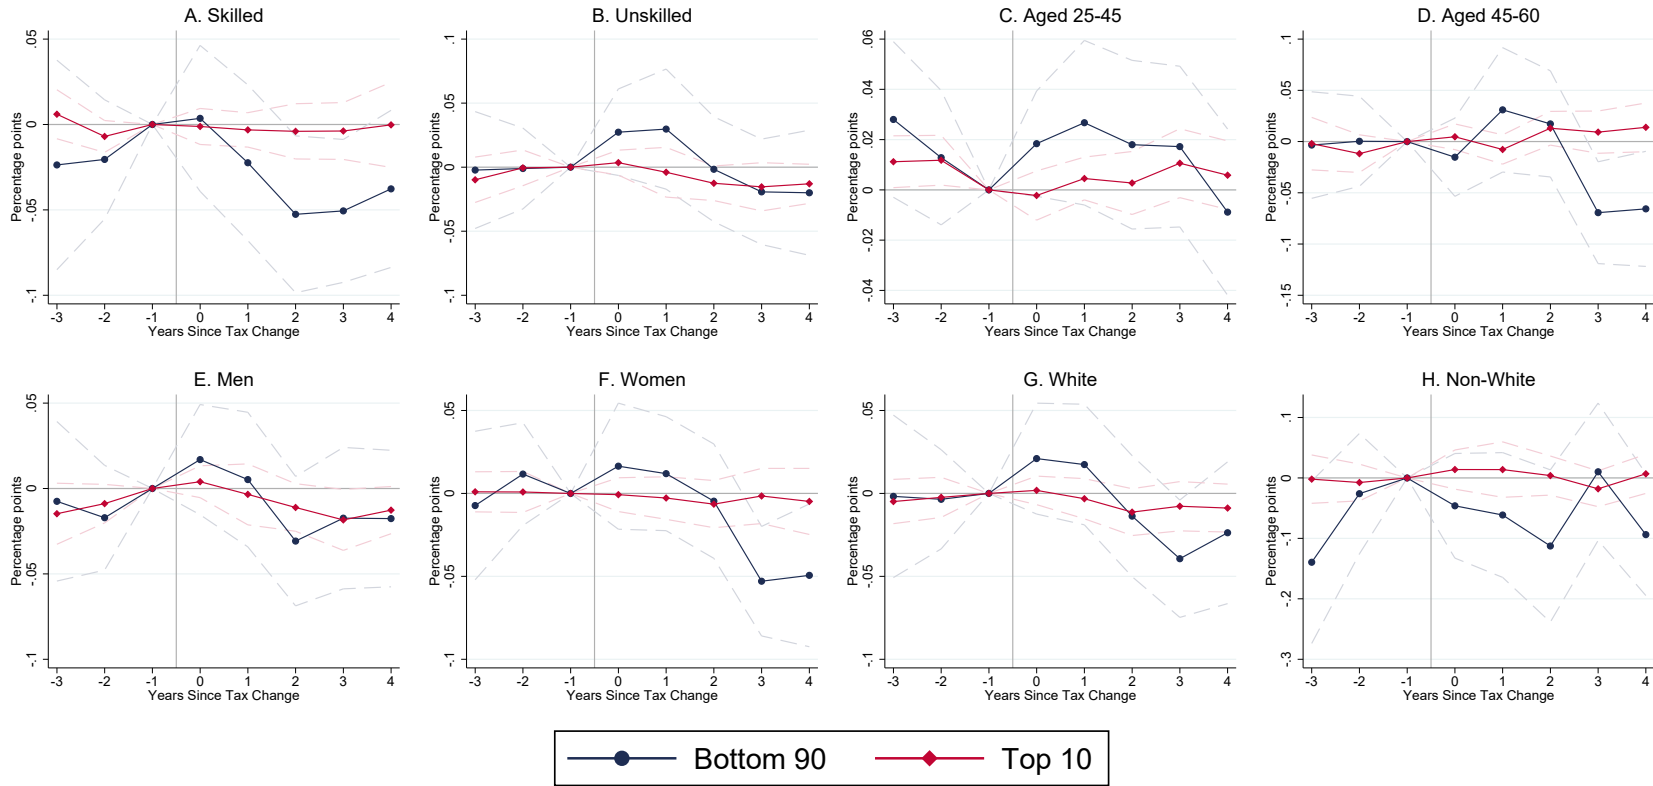 A. Skilled
Percentage points
.05
0
-.05
-.1
-3 -2 -1 0 1 2 3 4
Years Since Tax Change
B. Unskilled
Percentage points
.1
.05
0
-.05
-.1
-3 -2 -1 0 1 2 3 4
Years Since Tax Change
C. Aged 25-45
Percentage points
.06
.04
.02
0
-.02
-.04
-3 -2 -1 0 1 2 3 4
Years Since Tax Change
D. Aged 45-60
Percentage points
.1
.05
0
-.05
-.1
-.15
-3 -2 -1 0 1 2 3 4
Years Since Tax Change
E. Men
Percentage points
.05
0
-.05
-.1
-3 -2 -1 0 1 2 3 4
Years Since Tax Change
F. Women
Percentage points
.05
0
-.05
-.1
-3 -2 -1 0 1 2 3 4
Years Since Tax Change
G. White
Percentage points
.05
0
-.05
-.1
-3 -2 -1 0 1 2 3 4
Years Since Tax Change
H. Non-White
Percentage points
.1
0
-.1
-.2
-.3
-3 -2 -1 0 1 2 3 4
Years Since Tax Change
Bottom 90 Top 10